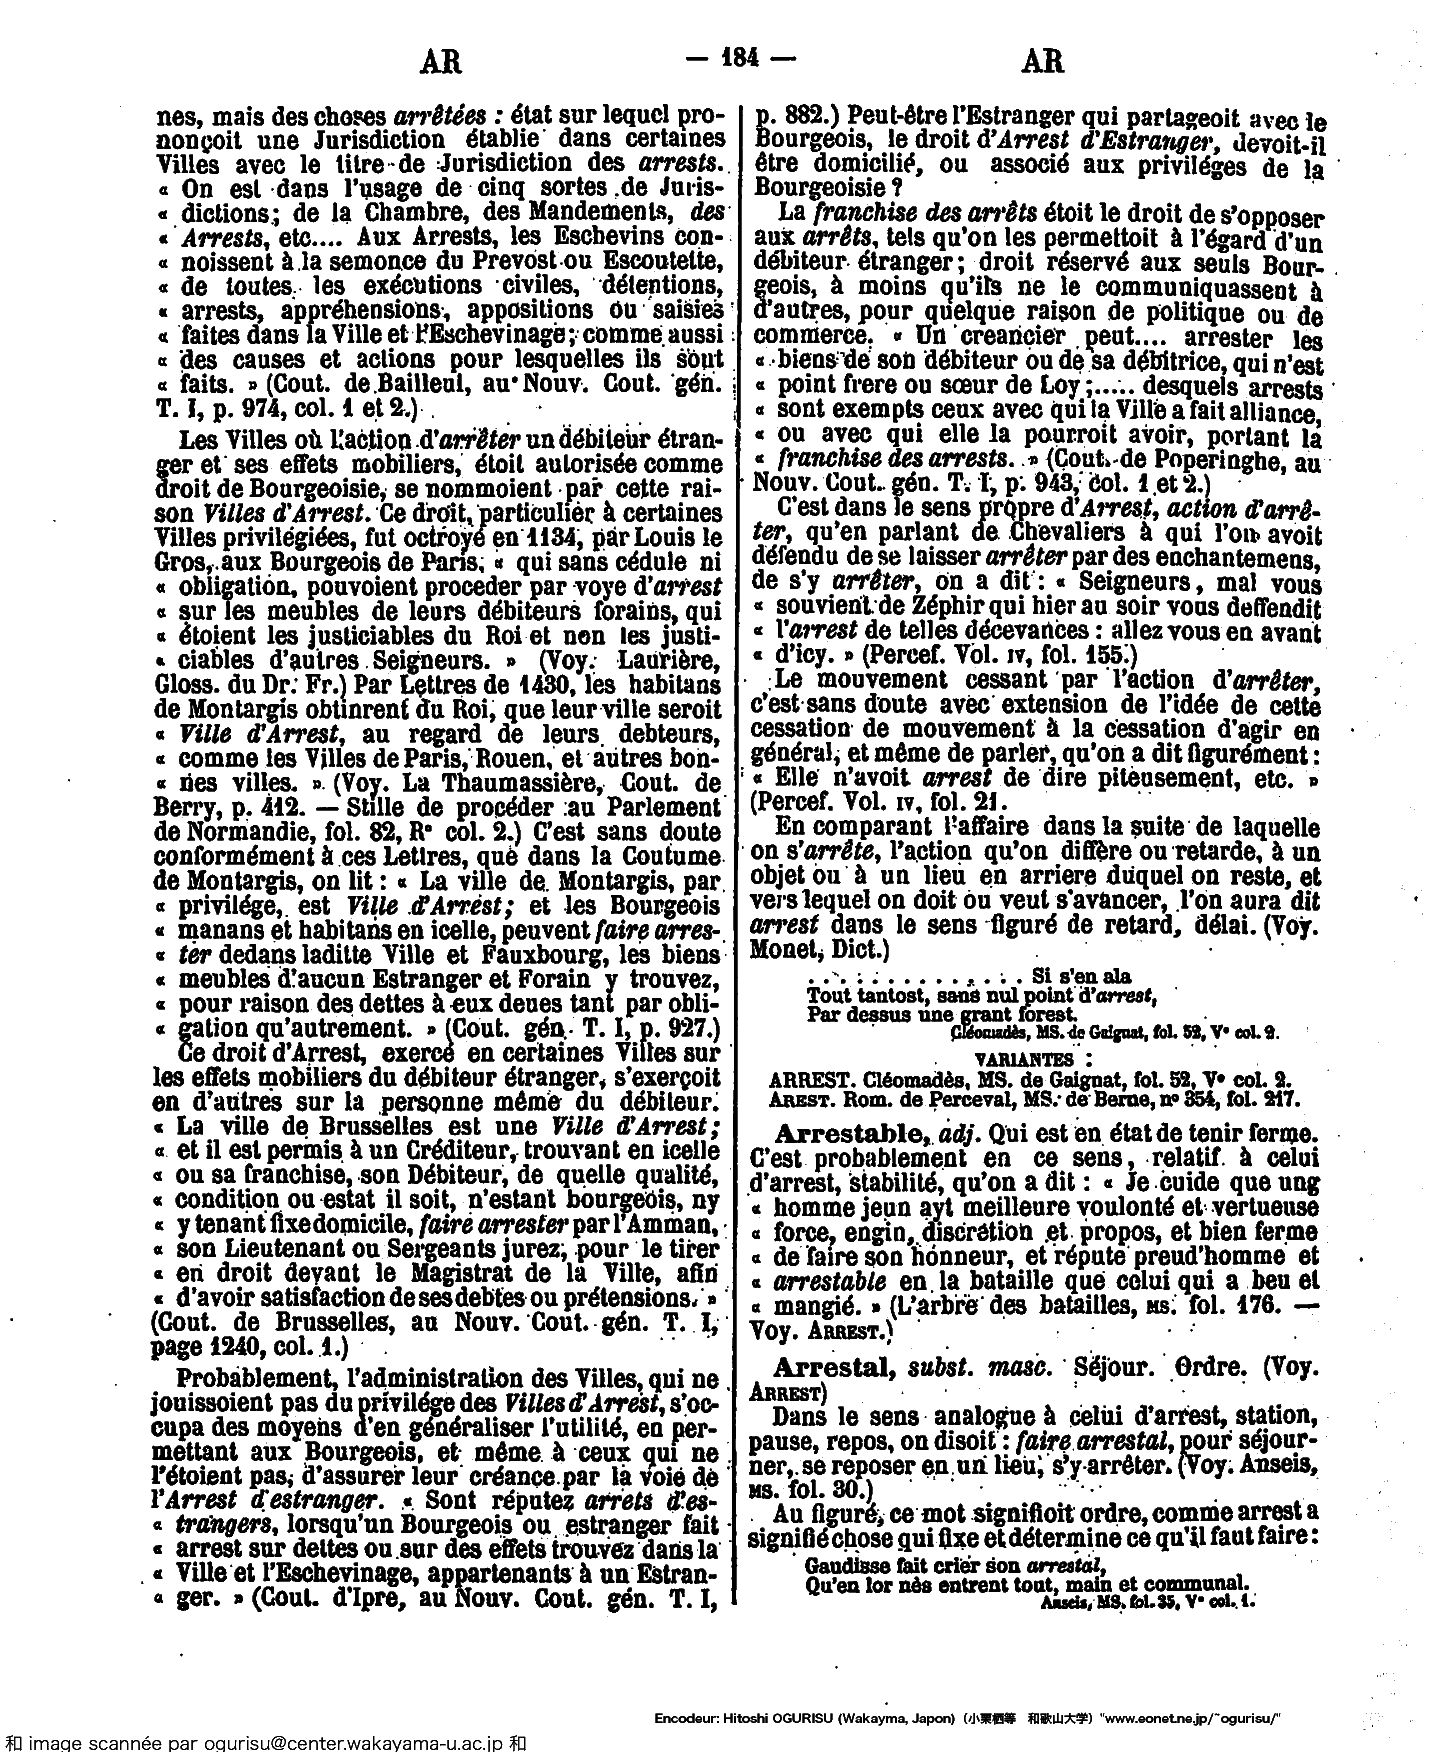 AR — 184 — AR
nes, mais des choses arrêtées : état sur lequel pro-
nonçoit une Jurisdiction établie dans certaines
Villes avec le titre de Jurisdiction des arrests.
« On est dans l'usage de cinq sortes de Juris-
« dictions; de la Chambre, des Mandements, des
« Arrests, etc.... Aux Arrests, les Eschevins con-
« noissent à la semonce du Prevost ou Escoutette,
« de toutes les exécutions civiles, détentions,
« arrests, appréhensions, appositions ou saisies
« faites dans la Ville et l'Eschevinage; comme aussi
« des causes et actions pour lesquelles ils sont
« faits. » (Cout. de Bailleul, au Nouv. Cout. gén.
T. I, p. 974, col. 1 et 2.)
Les Villes où l'action d'arrêter un débiteur étran-
ger et ses effets mobiliers, étoit autorisée comme
droit de Bourgeoisie, se nommoient par cette rai-
son Villes d'Arrest. Ce droit, particulier à certaines
Villes privilégiées, fut octroyé en 1134, par Louis le
Gros, aux Bourgeois de Paris, « qui sans cédule ni
« obligation, pouvoient proceder par voye d'arrest
« sur les meubles de leurs débiteurs forains, qui
« étoient les justiciables du Roi et non les justi-
« ciables d'autres Seigneurs. » (Voy. Laurière,
Gloss. du Dr. Fr.) Par Lettres de 1430, les habitans
de Montargis obtinrent du Roi, que leur ville seroit
« Ville d'Arrest, au regard de leurs debteurs,
« comme les Villes de Paris, Rouen, et autres bon-
« nes villes. » (Voy. La Thaumassière, Cout. de
Berry, p. 412. — Stille de procéder au Parlement
de Normandie, fol. 82, R° col. 2.) C'est sans doute
conformément à ces Lettres, que dans la Coutume
de Montargis, on lit : « La ville de Montargis, par
« privilége, est Ville d'Arrest; et les Bourgeois
« manans et habitans en icelle, peuvent faire arres-
« ter dedans laditte Ville et Fauxbourg, les biens
« meubles d'aucun Estranger et Forain y trouvez,
« pour raison des dettes à eux deues tant par obli-
« gation qu'autrement. » (Cout. gén. T. I, p. 927.)
Ce droit d'Arrest, exercé en certaines Villes sur
les effets mobiliers du débiteur étranger, s'exerçoit
en d'autres sur la personne même du débiteur.
« La ville de Brusselles est une Ville d'Arrest;
« et il est permis à un Créditeur, trouvant en icelle
« ou sa franchise, son Débiteur, de quelle qualité,
« condition ou estat il soit, n'estant bourgeois, ny
« y tenant fixe domicile, faire arrester par l'Amman,
« son Lieutenant ou Sergeants jurez, pour le tirer
« en droit devant le Magistrat de la Ville, afin
« d'avoir satisfaction de ses debtes ou prétensions. »
(Cout. de Brusselles, au Nouv. Cout. gén. T. I,
page 1240, col. 1.)
Probablement, l'administration des Villes, qui ne
jouissoient pas du privilége des Villes d'Arrest, s'oc-
cupa des moyens d'en généraliser l'utilité, en per-
mettant aux Bourgeois, et même à ceux qui ne
l'étoient pas, d'assurer leur créance par la voie de
l'Arrest d'estranger. « Sont réputez arrets d'es-
« trangers, lorsqu'un Bourgeois ou estranger fait
« arrest sur dettes ou sur des effets trouvez dans la
« Ville et l'Eschevinage, appartenants à un Estran-
« ger. » (Cout. d'Ipre, au Nouv. Cout. gén. T. I,
p. 882.) Peut-être l'Estranger qui partageoit avec le
Bourgeois, le droit d'Arrest d'Estranger, devoit-il
être domicilié, ou associé aux priviléges de la
Bourgeoisie ?
La franchise des arrêts étoit le droit de s'opposer
aux arrêts, tels qu'on les permettoit à l'égard d'un
débiteur étranger; droit réservé aux seuls Bour-
geois, à moins qu'ils ne le communiquassent à
d'autres, pour quelque raison de politique ou de
commerce. « Un creancier peut.... arrester les
« biens de son débiteur ou de sa débitrice, qui n'est
« point frere ou sœur de Loy;..... desquels arrests
« sont exempts ceux avec qui la Ville a fait alliance,
« ou avec qui elle la pourroit avoir, portant la
« franchise des arrests. » (Cout. de Poperinghe, au
Nouv. Cout. gén. T. I, p. 943, col. 1 et 2.)
C'est dans le sens propre d'Arrest, action d'arrê-
ter, qu'en parlant de Chevaliers à qui l'on avoit
défendu de se laisser arrêter par des enchantemens,
de s'y arrêter, on a dit : « Seigneurs, mal vous
« souvient de Zéphir qui hier au soir vous deffendit
« l'arrest de telles décevances : allez vous en avant
« d'icy. » (Percef. Vol. IV, fol. 155.)
Le mouvement cessant par l'action d'arrêter,
c'est sans doute avec extension de l'idée de cette
cessation de mouvement à la cessation d'agir en
général, et même de parler, qu'on a dit figurément :
« Elle n'avoit arrest de dire piteusement, etc. »
(Percef. Vol. IV, fol. 21.
En comparant l'affaire dans la suite de laquelle
on s'arrête, l'action qu'on diffère ou retarde, à un
objet ou à un lieu en arriere duquel on reste, et
vers lequel on doit ou veut s'avancer, l'on aura dit
arrest dans le sens figuré de retard, délai. (Voy.
Monet, Dict.)
. . . . . . . . . . . . . . Si s'en ala
Tout tantost, sans nul point d'arrest,
Par dessus une grant forest.
Cléomadès, MS. de Gaignat, fol. 52, V° col. 2.
VARIANTES :
ARREST. Cléomadès, MS. de Gaignat, fol. 52, V° col. 2.
AREST. Rom. de Perceval, MS. de Berne, n° 354, fol. 217.
Arrestable, adj. Qui est en état de tenir ferme.
C'est probablement en ce sens, relatif à celui
d'arrest, stabilité, qu'on a dit : « Je cuide que ung
« homme jeun ayt meilleure voulonté et vertueuse
« force, engin, discrétion et propos, et bien ferme
« de faire son honneur, et répute preud'homme et
« arrestable en la bataille que celui qui a beu et
« mangié. » (L'arbre des batailles, MS. fol. 176. —
Voy. ARREST.)
Arrestal, subst. masc. Séjour. Ordre. (Voy.
ARREST)
Dans le sens analogue à celui d'arrest, station,
pause, repos, on disoit : faire arrestal, pour séjour-
ner, se reposer en un lieu, s'y arrêter. (Voy. Anseis,
MS. fol. 30.)
Au figuré, ce mot signifioit ordre, comme arrest a
signifié chose qui fixe et détermine ce qu'il faut faire :
Gaudisse fait crier son arrestal,
Qu'en lor nès entrent tout, main et communal.
Anseis, MS. fol. 35, V° col. 1.
Encodeur: Hitoshi OGURISU (Wakayma, Japon) (小栗栖等 和歌山大学) "www.eonet.ne.jp/~ogurisu/"
和 image scannée par ogurisu@center.wakayama-u.ac.jp 和